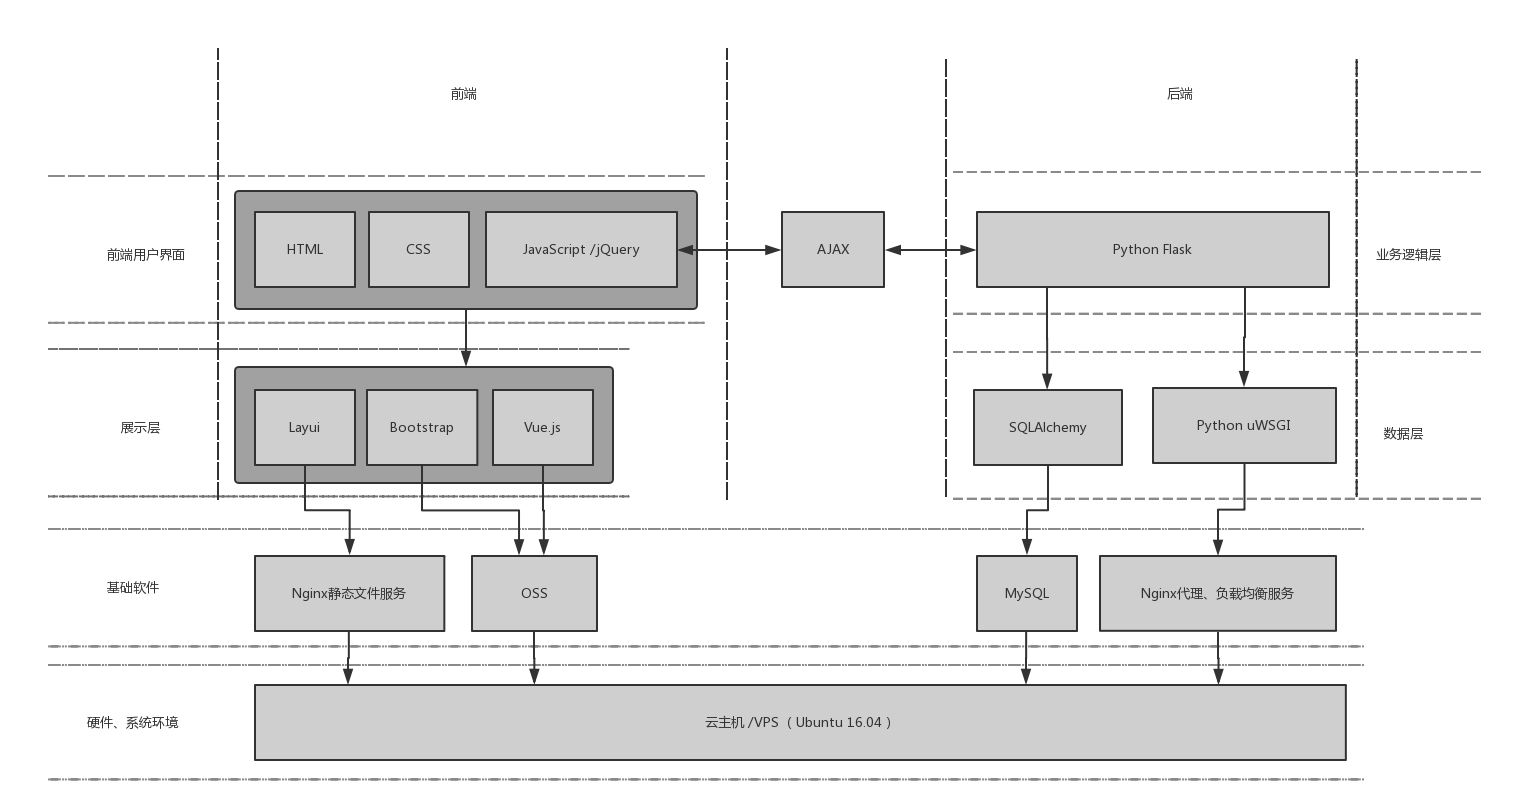 前端
后端
前端用户界面
HTML
CSS
JavaScript /jQuery
AJAX
Python Flask
业务逻辑层
展示层
Layui
Bootstrap
Vue.js
SQLAlchemy
Python uWSGI
数据层
基础软件
Nginx静态文件服务
OSS
MySQL
Nginx代理、负载均衡服务
硬件、系统环境
云主机 /VPS（ Ubuntu 16.04 ）